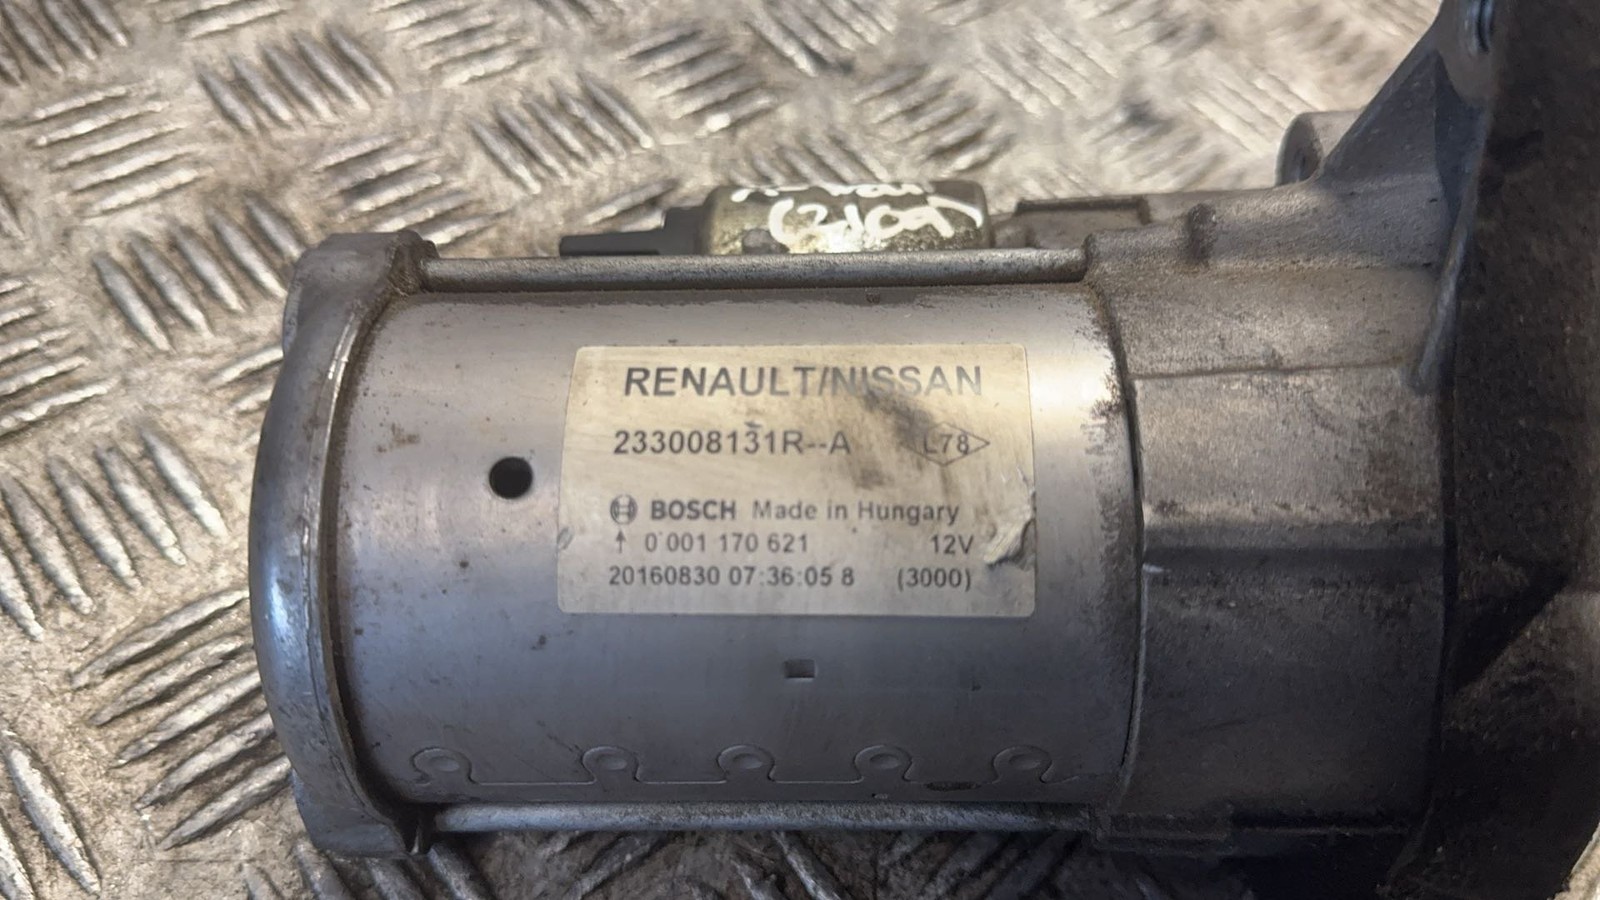 RENAULT/NISSAN
233008131R--A L78
BOSCH Made in Hungary
↑ 0 001 170 621 12V
20160830 07:36:05 8 (3000)